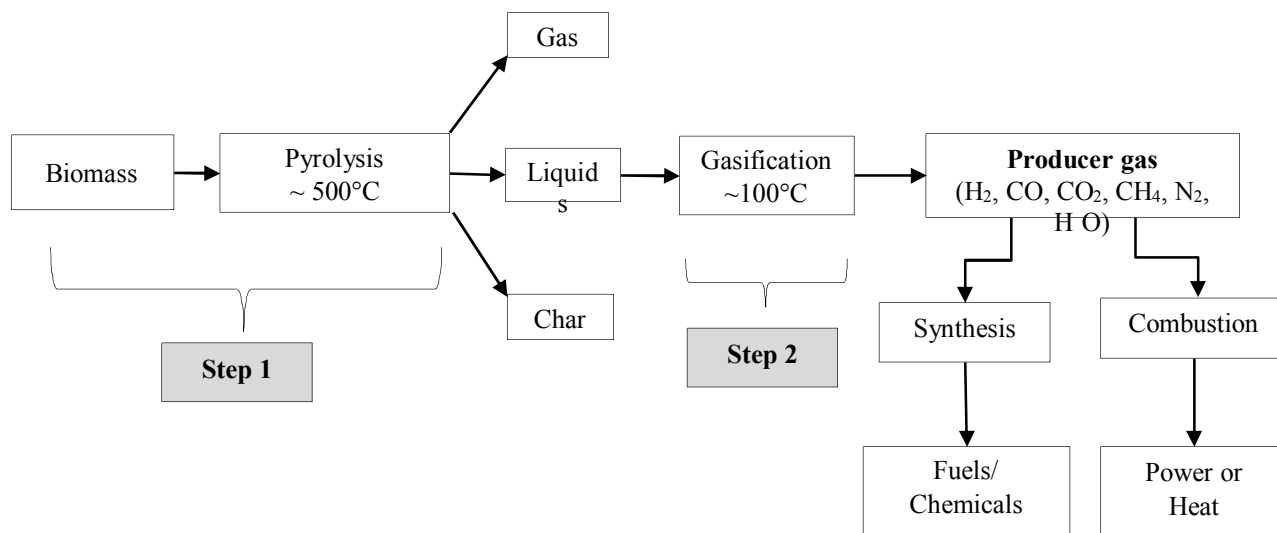 Gas
Biomass
Pyrolysis
~ 500°C
Liquid
s
Gasification
~100°C
Producer gas
(H₂, CO, CO₂, CH₄, N₂,
H O)
Char
Step 1
Step 2
Synthesis
Combustion
Fuels/
Chemicals
Power or
Heat